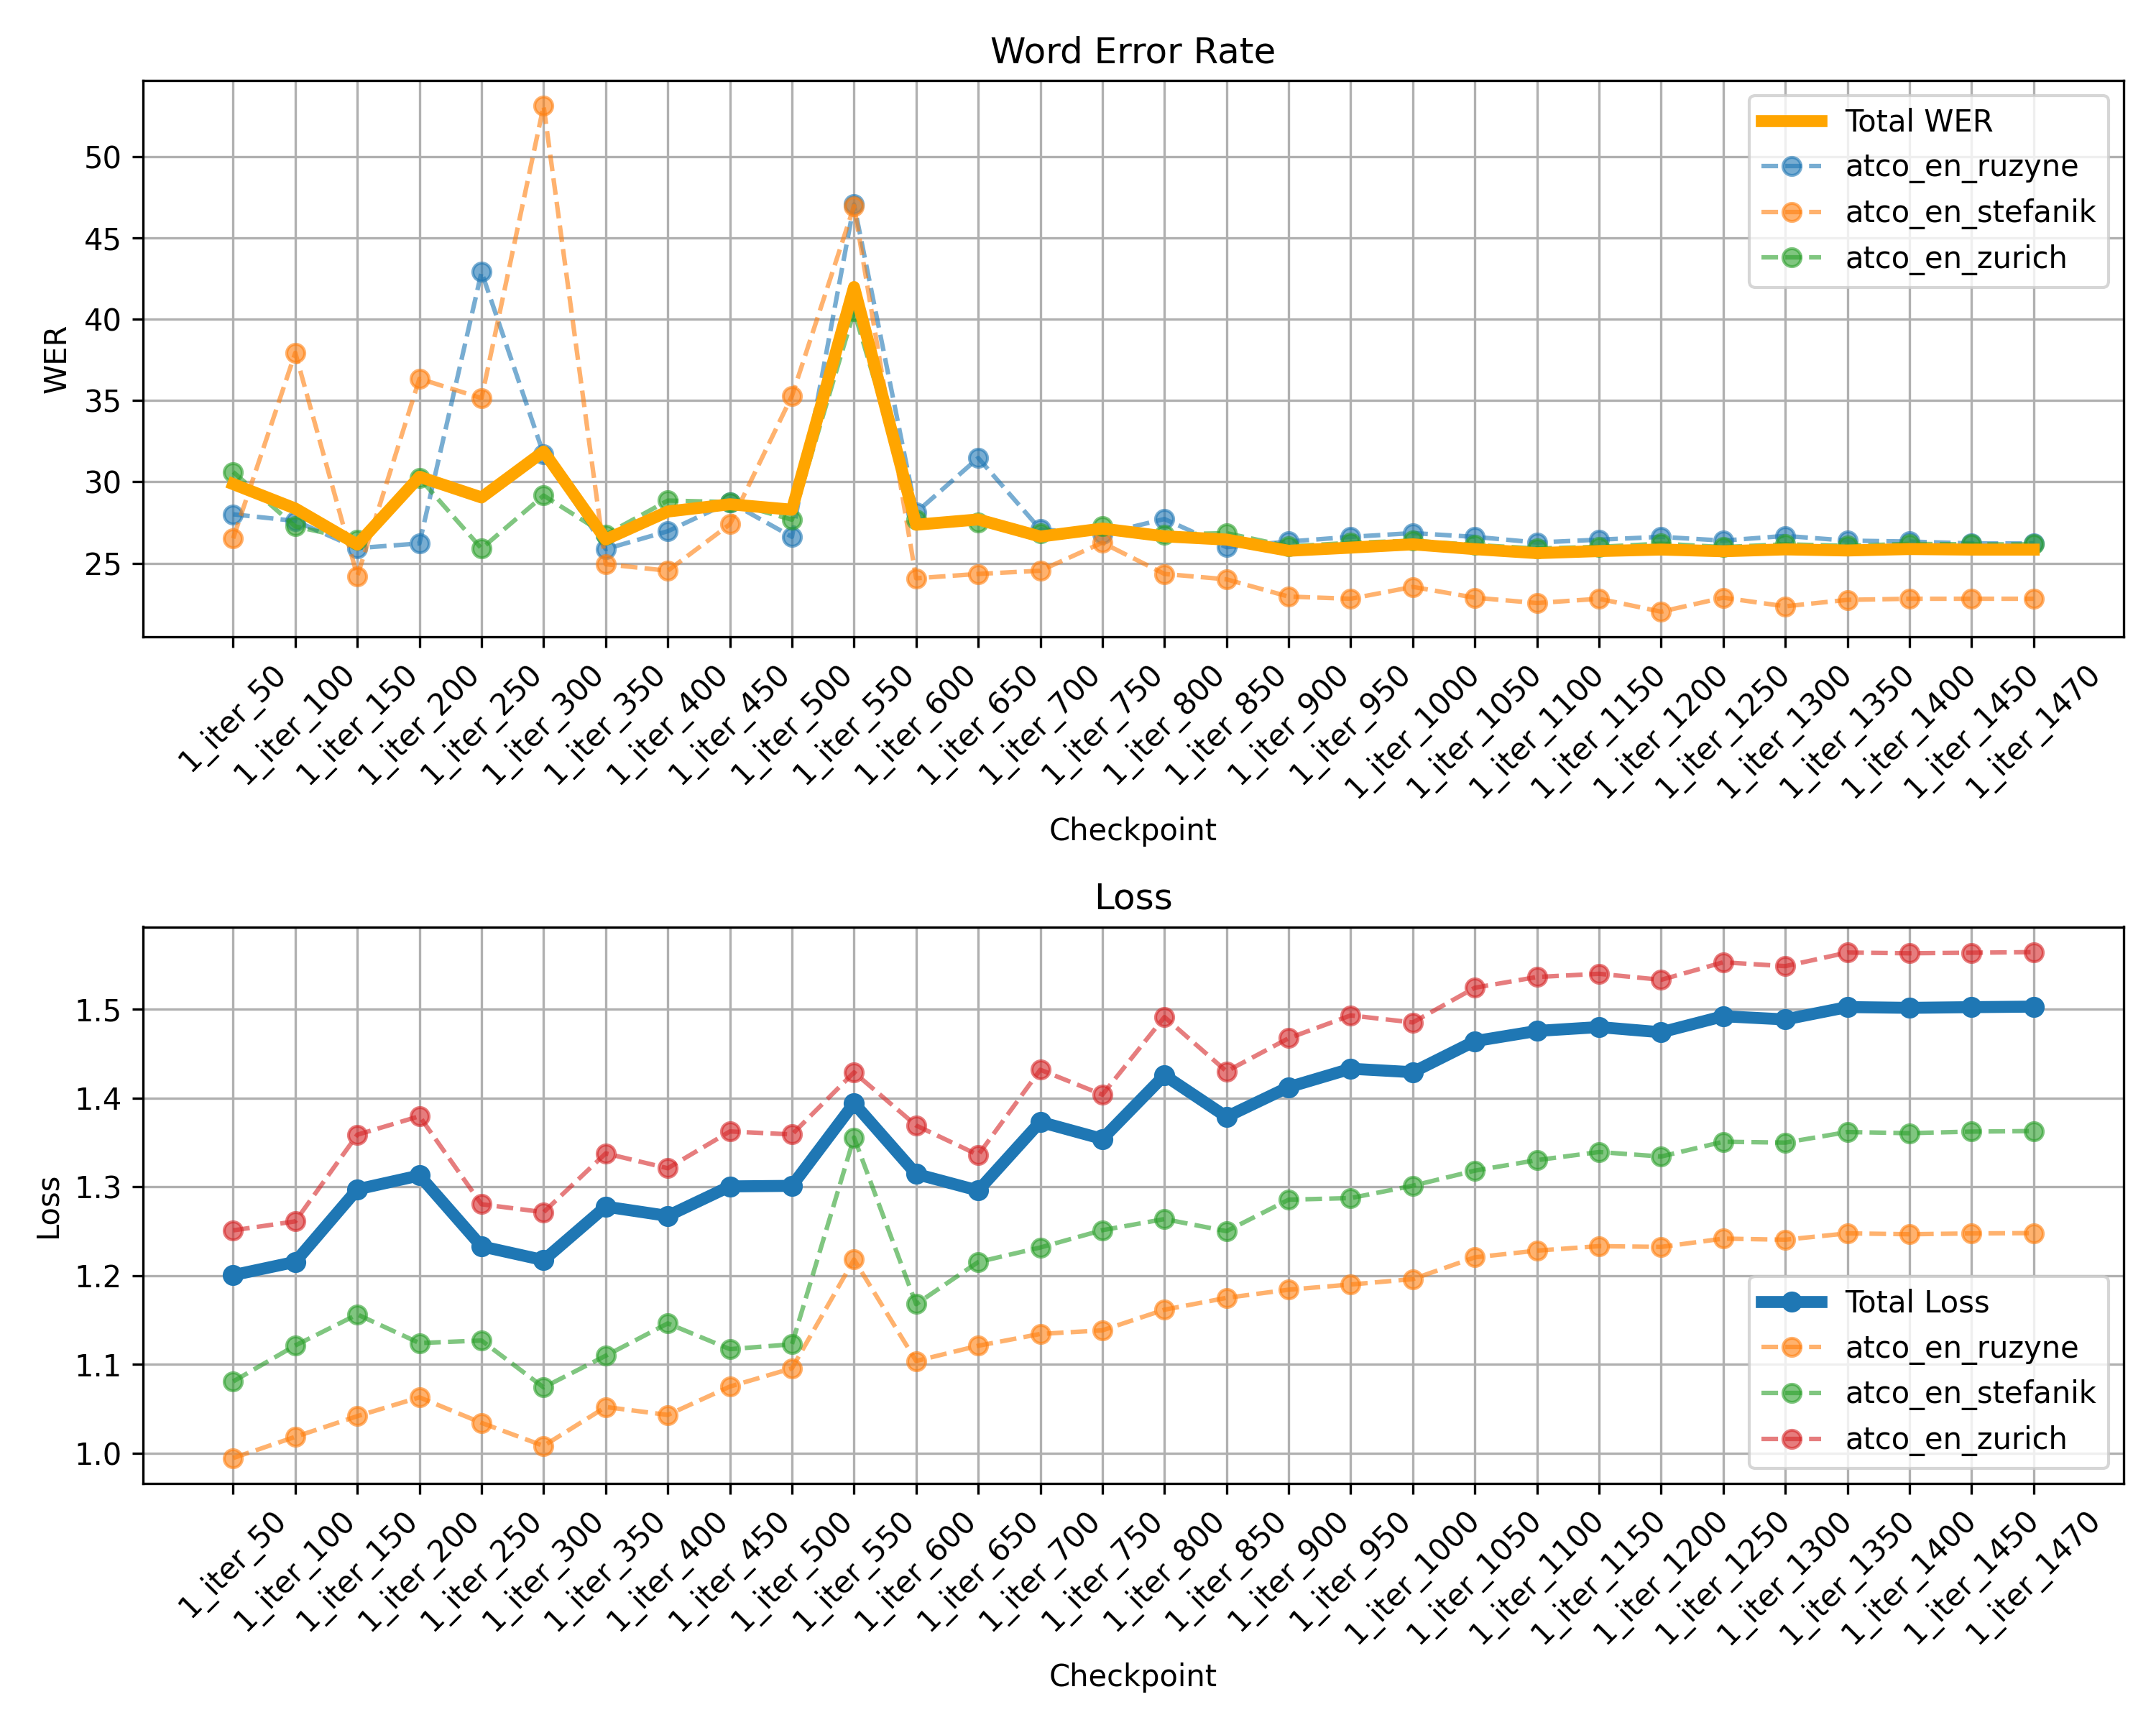 Word Error Rate
WER
50
45
40
35
30
25
Total WER
atco_en_ruzyne
atco_en_stefanik
atco_en_zurich
1_iter_50
1_iter_100
1_iter_150
1_iter_200
1_iter_250
1_iter_300
1_iter_350
1_iter_400
1_iter_450
1_iter_500
1_iter_550
1_iter_600
1_iter_650
1_iter_700
1_iter_750
1_iter_800
1_iter_850
1_iter_900
1_iter_950
1_iter_1000
1_iter_1050
1_iter_1100
1_iter_1150
1_iter_1200
1_iter_1250
1_iter_1300
1_iter_1350
1_iter_1400
1_iter_1450
1_iter_1470
Checkpoint
Loss
Loss
1.5
1.4
1.3
1.2
1.1
1.0
Total Loss
atco_en_ruzyne
atco_en_stefanik
atco_en_zurich
1_iter_50
1_iter_100
1_iter_150
1_iter_200
1_iter_250
1_iter_300
1_iter_350
1_iter_400
1_iter_450
1_iter_500
1_iter_550
1_iter_600
1_iter_650
1_iter_700
1_iter_750
1_iter_800
1_iter_850
1_iter_900
1_iter_950
1_iter_1000
1_iter_1050
1_iter_1100
1_iter_1150
1_iter_1200
1_iter_1250
1_iter_1300
1_iter_1350
1_iter_1400
1_iter_1450
1_iter_1470
Checkpoint